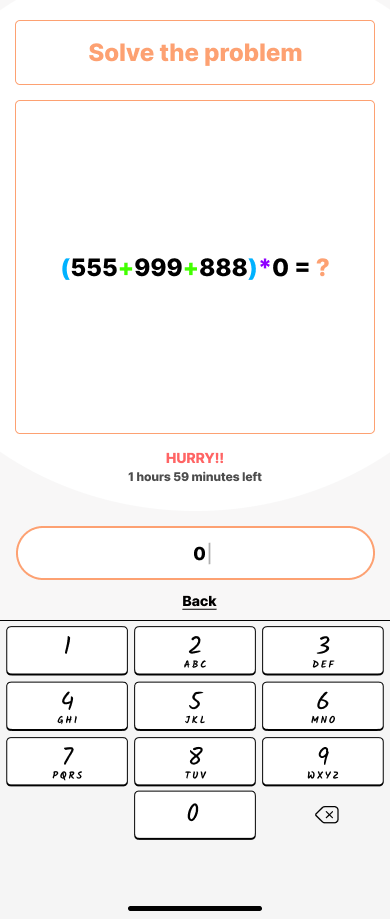 Solve the problem
(555+999+888)*0 = ?
HURRY!!
1 hours 59 minutes left
0
Back
1 2 3
ABC DEF
4 5 6
GHI JKL MNO
7 8 9
PQRS TUV WXYZ
0